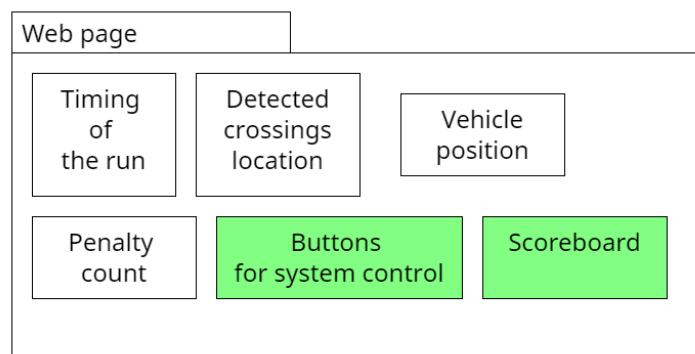 Web page
Timing
of
the run
Detected
crossings
location
Vehicle
position
Penalty
count
Buttons
for system control
Scoreboard